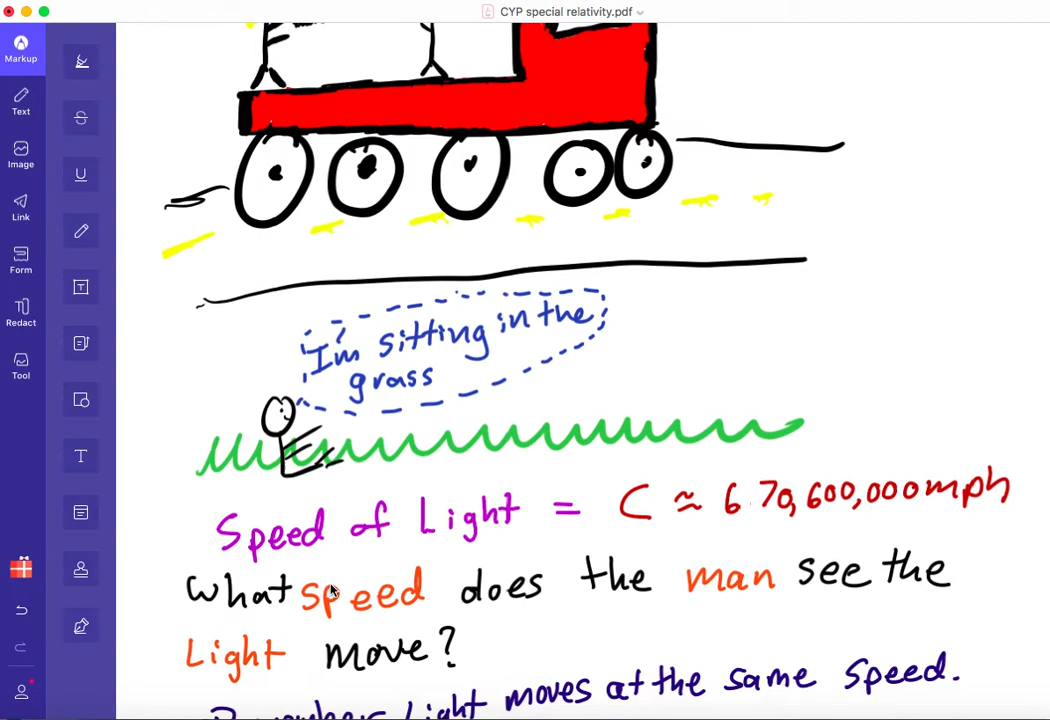 CYP special relativity.pdf
Markup
Text
Image
Link
Form
Redact
Tool
I'm sitting in the
grass
Speed of Light = C ≈ 670,600,000mph
What speed does the man see the
Light move?
Remember Light moves at the same speed.